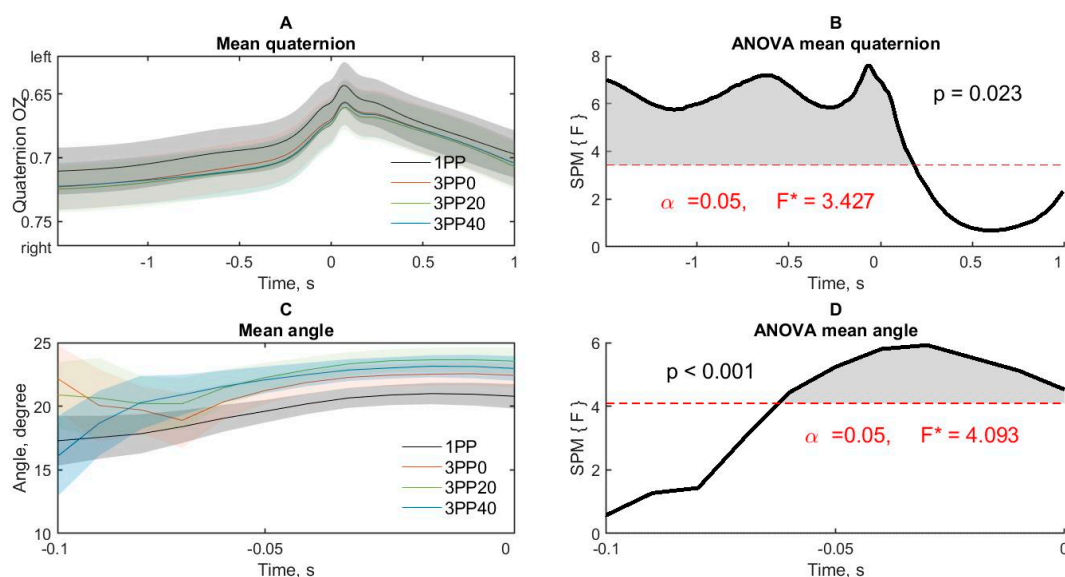 A
Mean quaternion
left
0.65
0.7
0.75
right
Quaternion OZ
1PP
3PP0
3PP20
3PP40
-1
-0.5
0
0.5
1
Time, s
B
ANOVA mean quaternion
8
6
4
2
0
SPM { F }
p = 0.023
α =0.05, F* = 3.427
-1
-0.5
0
0.5
1
Time, s
C
Mean angle
25
20
15
10
Angle, degree
1PP
3PP0
3PP20
3PP40
-0.1
-0.05
0
Time, s
D
ANOVA mean angle
6
4
2
0
SPM { F }
p < 0.001
α =0.05, F* = 4.093
-0.1
-0.05
0
Time, s